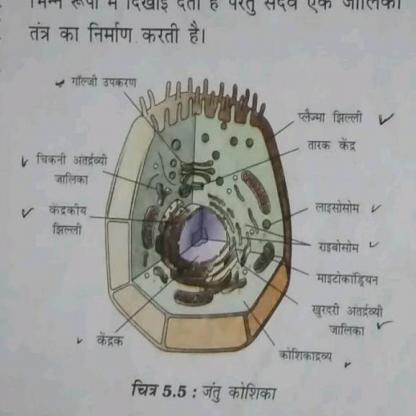 भिन्न रूपों में दिखाई देता है परंतु सदैव एक जालिका
तंत्र का निर्माण करती है।
गॉल्जी उपकरण
प्लैज्मा झिल्ली
तारक केंद्र
चिकनी अंतर्द्रव्यी
जालिका
लाइसोसोम
केंद्रकीय
झिल्ली
राइबोसोम
माइटोकॉंड्रियन
खुरदरी अंतर्द्रव्यी
जालिका
केंद्रक
कोशिकाद्रव्य
चित्र 5.5 : जंतु कोशिका